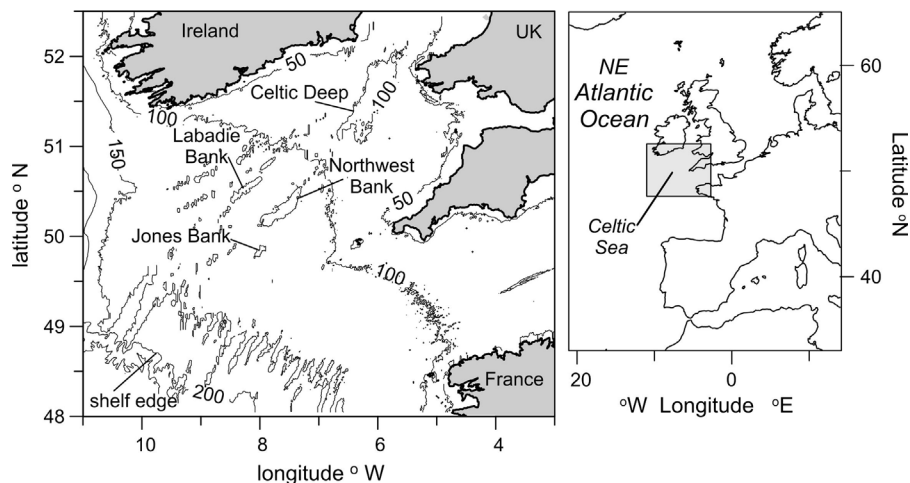 52
51
50
49
48
latitude ° N
10
8
6
4
longitude ° W
Ireland
UK
50
Celtic Deep
100
100
Labadie
Bank
150
Northwest
Bank
50
Jones Bank
100
shelf edge
200
France
NE
Atlantic
Ocean
Celtic
Sea
60
40
Latitude °N
20
0
°W Longitude °E